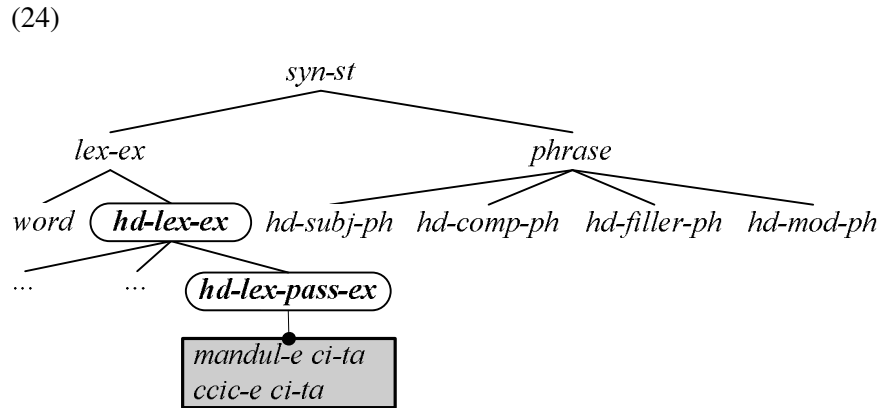 (24)
syn-st
lex-ex phrase
word hd-lex-ex hd-subj-ph hd-comp-ph hd-filler-ph hd-mod-ph
... ... hd-lex-pass-ex
mandul-e ci-ta
ccic-e ci-ta